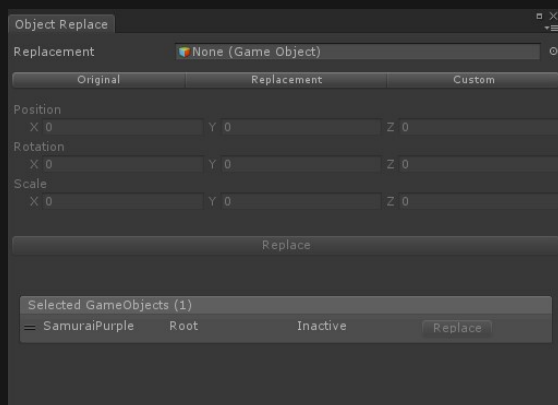 Object Replace
Replacement None (Game Object)
Original Replacement Custom
Position
X 0 Y 0 Z 0
Rotation
X 0 Y 0 Z 0
Scale
X 0 Y 0 Z 0
Replace
Selected GameObjects (1)
SamuraiPurple Root Inactive Replace